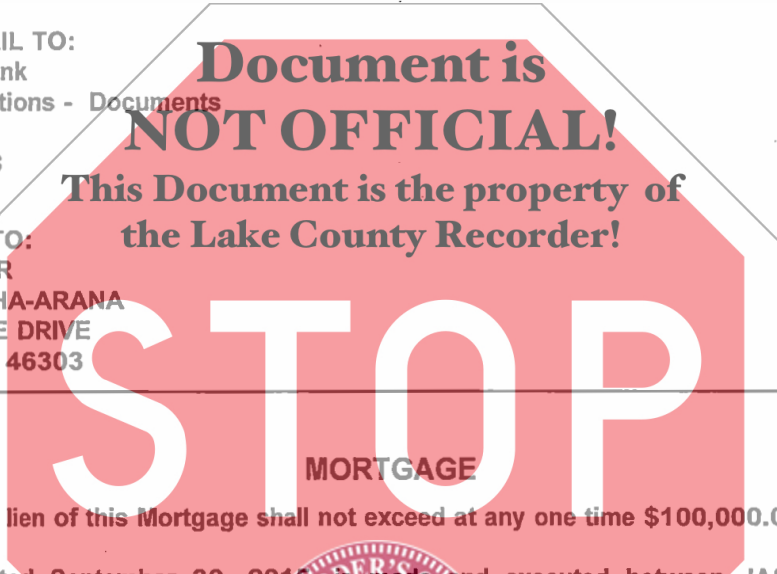 IL TO:
Document is
nk
tions - Documents
NOT OFFICIAL!
This Document is the property of
the Lake County Recorder!
TO:
R
HA-ARANA
E DRIVE
46303
STOP
MORTGAGE
lien of this Mortgage shall not exceed at any one time $100,000.0